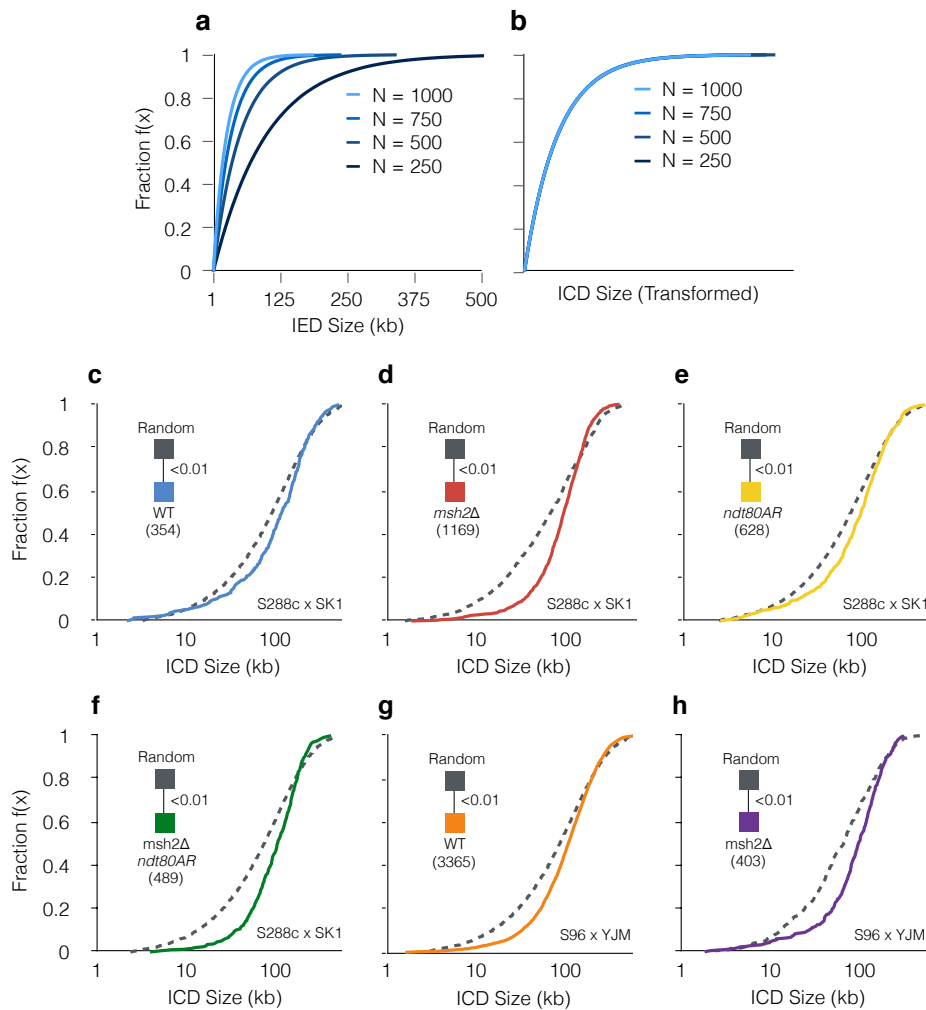 a
b
Fraction f(x)
1
0.8
0.6
0.4
0.2
0
N = 1000
N = 750
N = 500
N = 250
1 125 250 375 500
IED Size (kb)
N = 1000
N = 750
N = 500
N = 250
ICD Size (Transformed)
c
Fraction f(x)
1
0.8
0.6
0.4
0.2
0
Random
<0.01
WT
(354)
S288c x SK1
1 10 100
ICD Size (kb)
d
Random
<0.01
msh2Δ
(1169)
S288c x SK1
1 10 100
ICD Size (kb)
e
Random
<0.01
ndt80AR
(628)
S288c x SK1
1 10 100
ICD Size (kb)
f
Fraction f(x)
1
0.8
0.6
0.4
0.2
0
Random
<0.01
msh2Δ
ndt80AR
(489)
S288c x SK1
1 10 100
ICD Size (kb)
g
Random
<0.01
WT
(3365)
S96 x YJM
1 10 100
ICD Size (kb)
h
Random
<0.01
msh2Δ
(403)
S96 x YJM
1 10 100
ICD Size (kb)